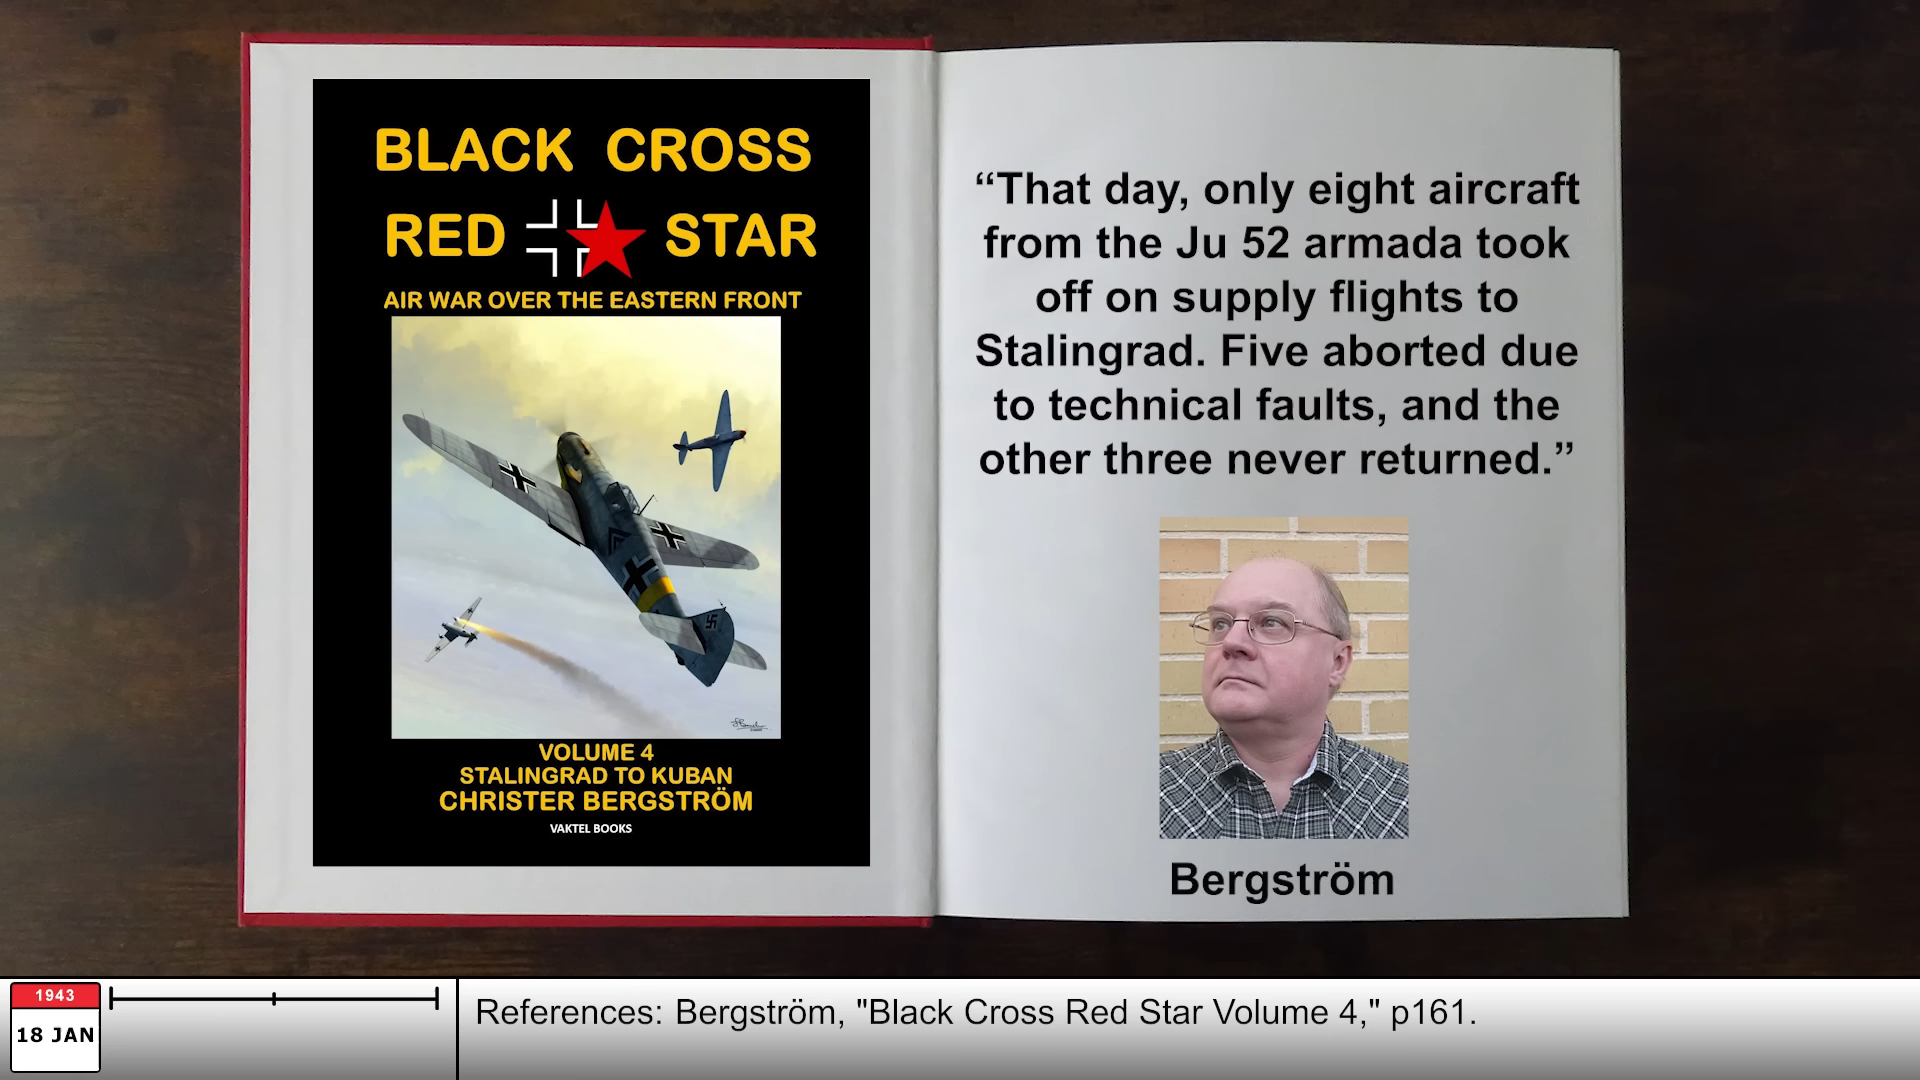 BLACK CROSS
RED STAR
AIR WAR OVER THE EASTERN FRONT
VOLUME 4
STALINGRAD TO KUBAN
CHRISTER BERGSTRÖM
VAKTEL BOOKS
“That day, only eight aircraft
from the Ju 52 armada took
off on supply flights to
Stalingrad. Five aborted due
to technical faults, and the
other three never returned.”
Bergström
1943
18 JAN
References: Bergström, "Black Cross Red Star Volume 4," p161.